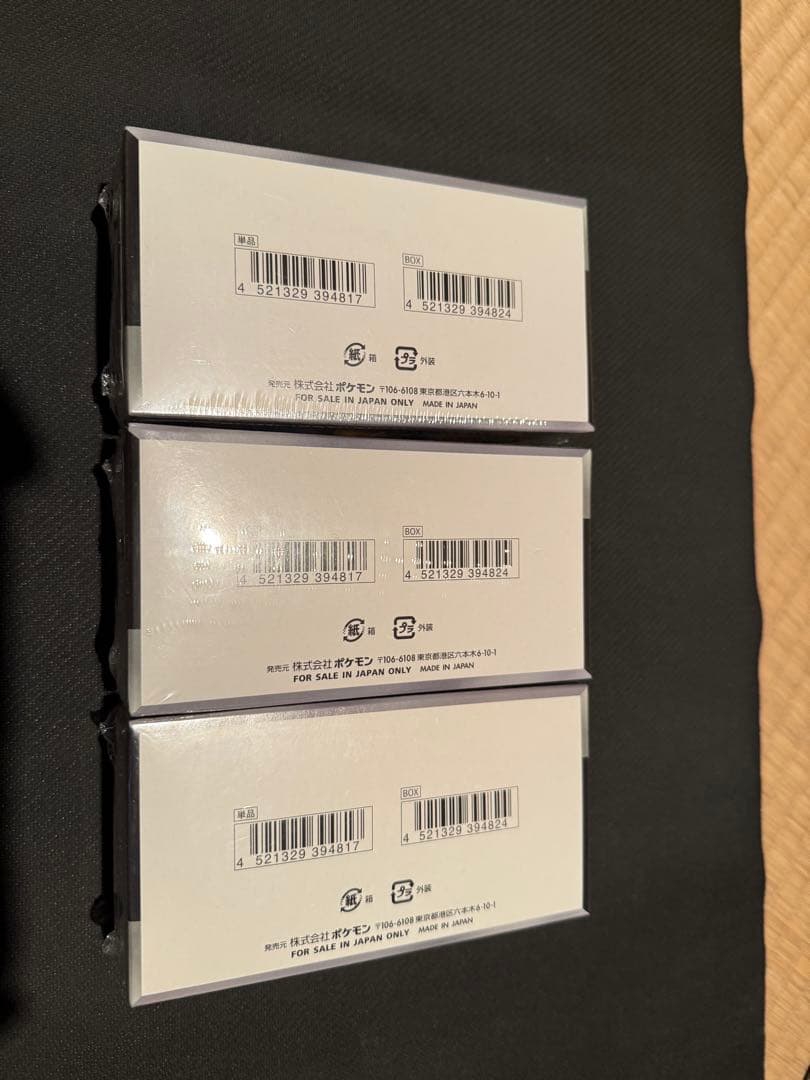 単品
BOX
4 521329 394817
4 521329 394824
紙 箱
プラ 外装
発売元 株式会社ポケモン 〒106-6108 東京都港区六本木6-10-1
FOR SALE IN JAPAN ONLY MADE IN JAPAN
単品
BOX
4 521329 394817
4 521329 394824
紙 箱
プラ 外装
発売元 株式会社ポケモン 〒106-6108 東京都港区六本木6-10-1
FOR SALE IN JAPAN ONLY MADE IN JAPAN
単品
BOX
4 521329 394817
4 521329 394824
紙 箱
プラ 外装
発売元 株式会社ポケモン 〒106-6108 東京都港区六本木6-10-1
FOR SALE IN JAPAN ONLY MADE IN JAPAN